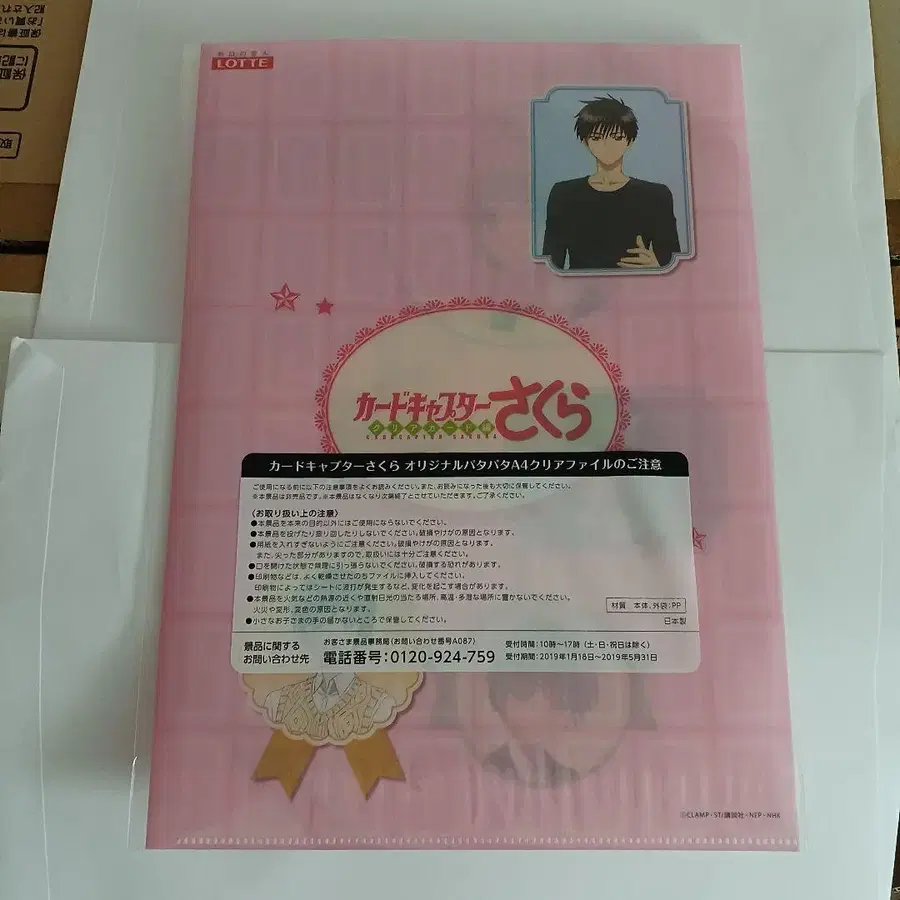 お口の恋人
LOTTE
カードキャプター
さくら
クリアカード編
CARDCAPTOR SAKURA
カードキャプターさくら オリジナルパタパタA4クリアファイルのご注意
ご使用になる前に以下の注意事項をよくお読みください。また、お読みになった後も大切に保管してください。
※本景品は非売品です。※本景品はなくなり次第終了とさせていただきます。ご了承ください。
〈お取り扱い上の注意〉
●本景品を本来の目的以外にはご使用にならないでください。
●本景品を投げたり振り回したりしないでください。破損やけがの原因となります。
●用紙を入れすぎないようにご注意ください。破損やけがの原因となります。
また、尖った部分がありますので、取扱いには十分ご注意ください。
●口を開けた状態で無理に引っ張らないでください。破損する恐れがあります。
●印刷物などは、よく乾燥させたのちファイルに挿入してください。
印刷物によってはシートに波打が発生するなど、変化を起こす場合があります。
●本景品を火気などの熱源の近くや直射日光の当たる場所、高温・多湿な場所に置かないでください。
火災や変形、変色の原因となります。
●小さなお子さまの手の届かないところで保管してください。
材質 本体、外袋:PP
日本製
景品に関する
お問い合わせ先
お客さま景品事務局(お問い合わせ番号A087)
電話番号:0120-924-759
受付時間:10時〜17時(土・日・祝日は除く)
受付期間:2019年1月16日〜2019年5月31日
©CLAMP・ST/講談社・NEP・NHK